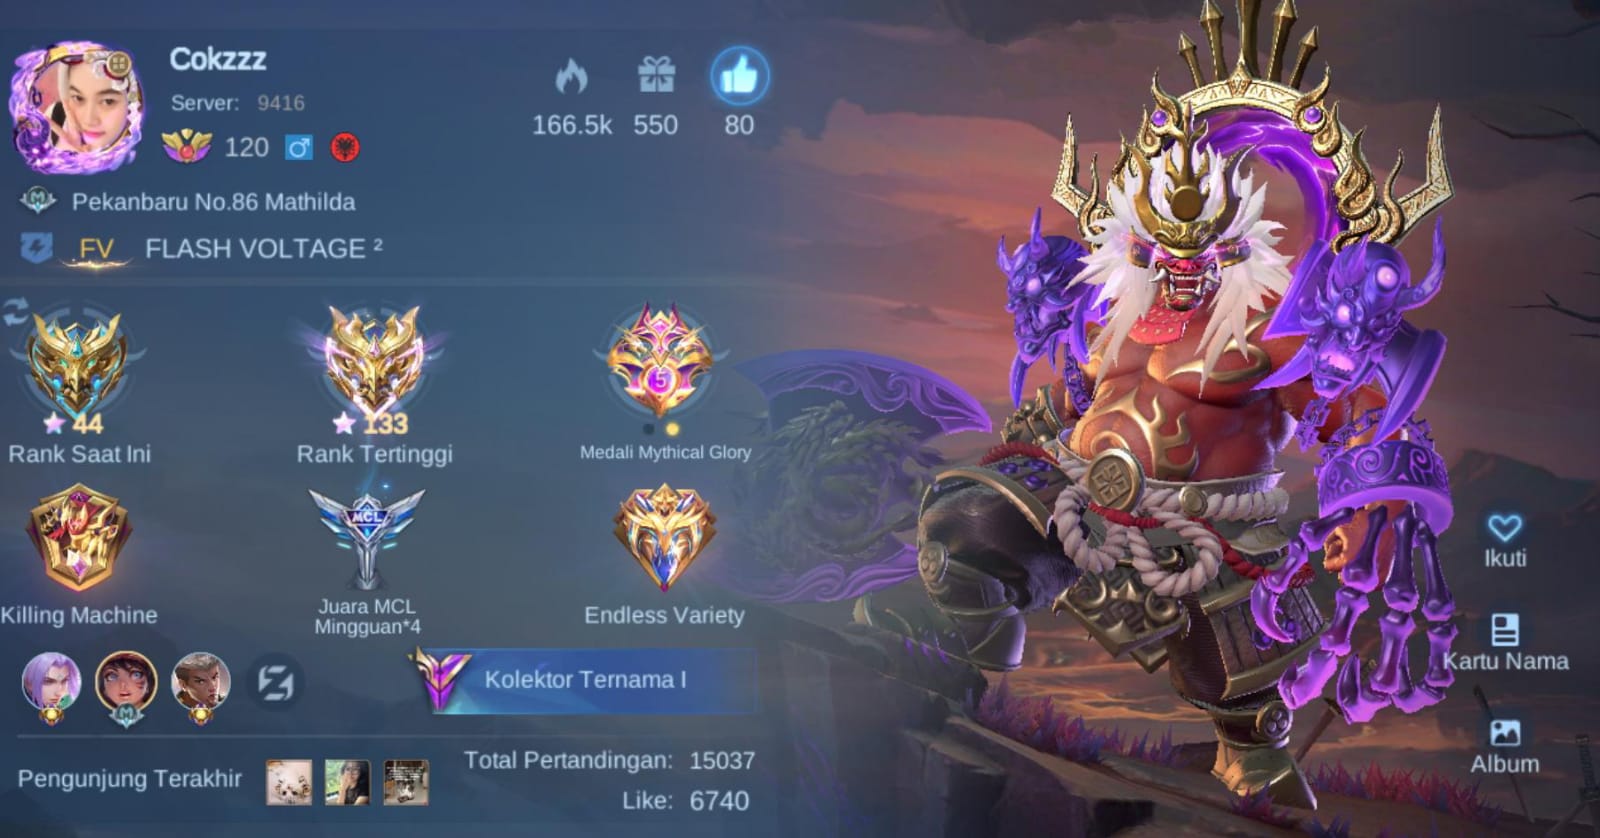 Cokzzz
Server: 9416
120
166.5k 550 80
Pekanbaru No.86 Mathilda
FV FLASH VOLTAGE ²
44
Rank Saat Ini
133
Rank Tertinggi
5
Medali Mythical Glory
Killing Machine
MCL
Juara MCL
Mingguan*4
Endless Variety
Kolektor Ternama I
Pengunjung Terakhir
Total Pertandingan: 15037
Like: 6740
Ikuti
Kartu Nama
Album